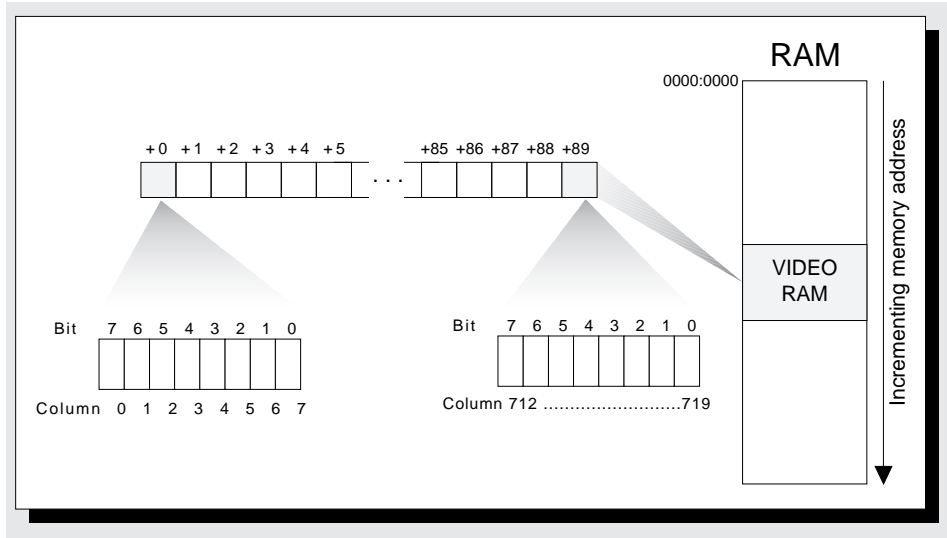 RAM
0000:0000
+0 +1 +2 +3 +4 +5 +85 +86 +87 +88 +89
. . .
VIDEO
RAM
Incrementing memory address
Bit 7 6 5 4 3 2 1 0
Column 0 1 2 3 4 5 6 7
Bit 7 6 5 4 3 2 1 0
Column 712 ..........................719